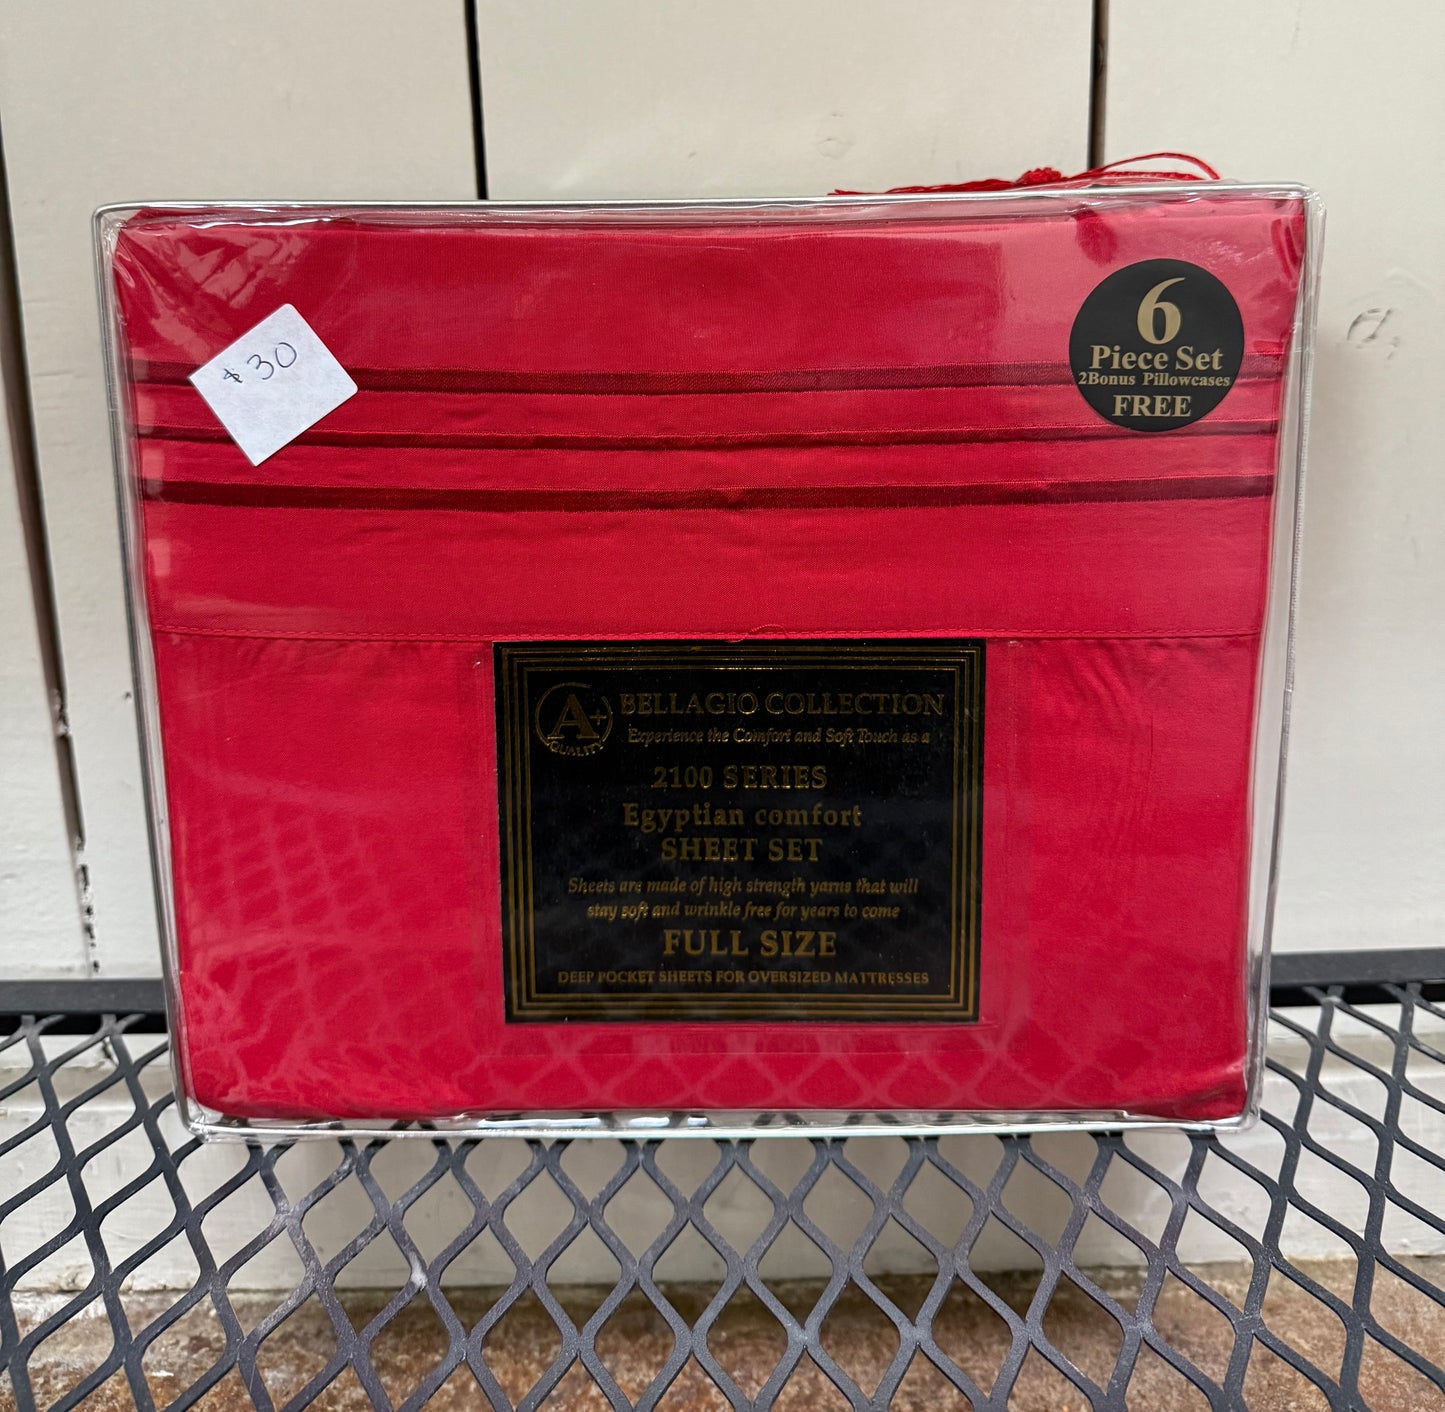 $30
6
Piece Set
2Bonus Pillowcases
FREE
A+
QUALITY
BELLAGIO COLLECTION
Experience the Comfort and Soft Touch as a
2100 SERIES
Egyptian comfort
SHEET SET
Sheets are made of high strength yarns that will
stay soft and wrinkle free for years to come
FULL SIZE
DEEP POCKET SHEETS FOR OVERSIZED MATTRESSES